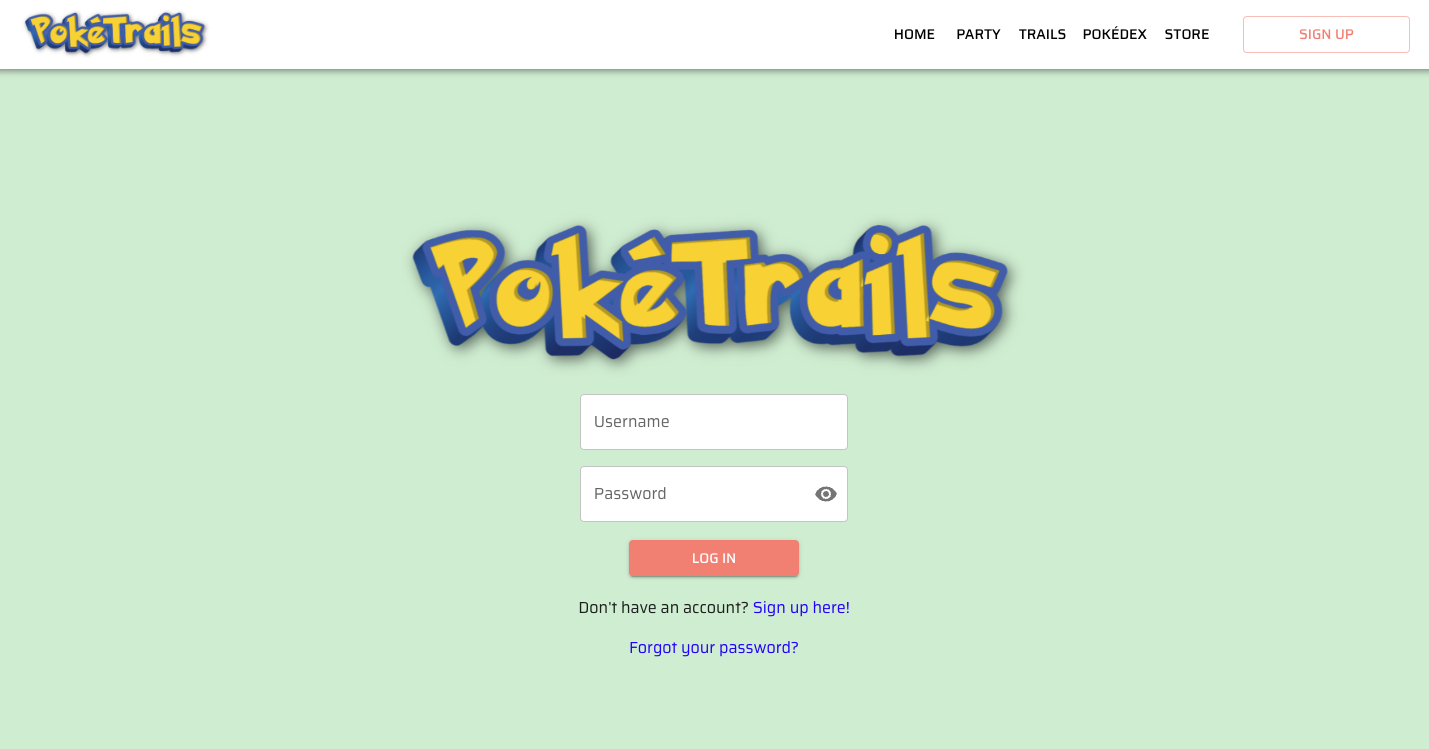 PokéTrails
HOME PARTY TRAILS POKÉDEX STORE SIGN UP
PokéTrails
Username
Password
LOG IN
Don't have an account? Sign up here!
Forgot your password?